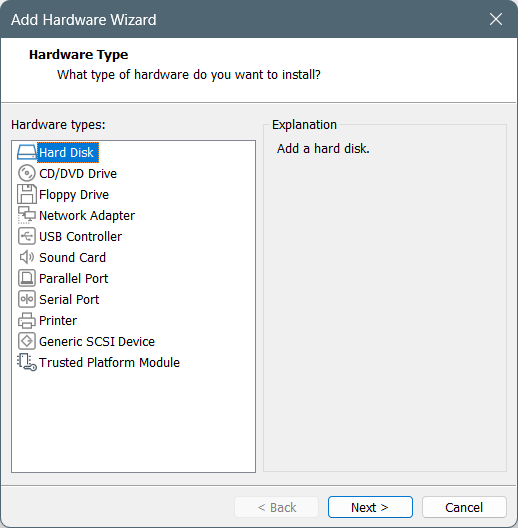 Add Hardware Wizard
Hardware Type
What type of hardware do you want to install?
Hardware types:
Hard Disk
CD/DVD Drive
Floppy Drive
Network Adapter
USB Controller
Sound Card
Parallel Port
Serial Port
Printer
Generic SCSI Device
Trusted Platform Module
Explanation
Add a hard disk.
< Back
Next >
Cancel